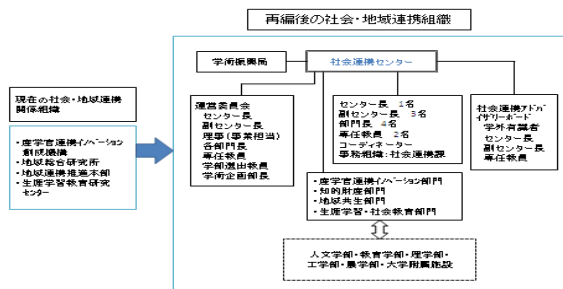 再編後の社会・地域連携組織
学術振興局
社会連携センター
現在の社会・地域連携
関係組織
・産学官連携イノベーション
創成機構
・地域総合研究所
・地域連携推進本部
・生涯学習教育研究
センター
運営委員会
センター長
副センター長
理事(事業担当)
各部門長
専任教員
学部選出教員
学術企画部長
センター長 1名
副センター長 3名
部門長 4名
専任教員 2名
コーディネーター
事務組織:社会連携課
社会連携アドバ
イザリーボード
学外有識者
センター長
副センター長
専任教員
・産学官連携イノベーション部門
・知的財産部門
・地域共生部門
・生涯学習・社会教育部門
人文学部・教育学部・理学部・
工学部・農学部・大学附属施設